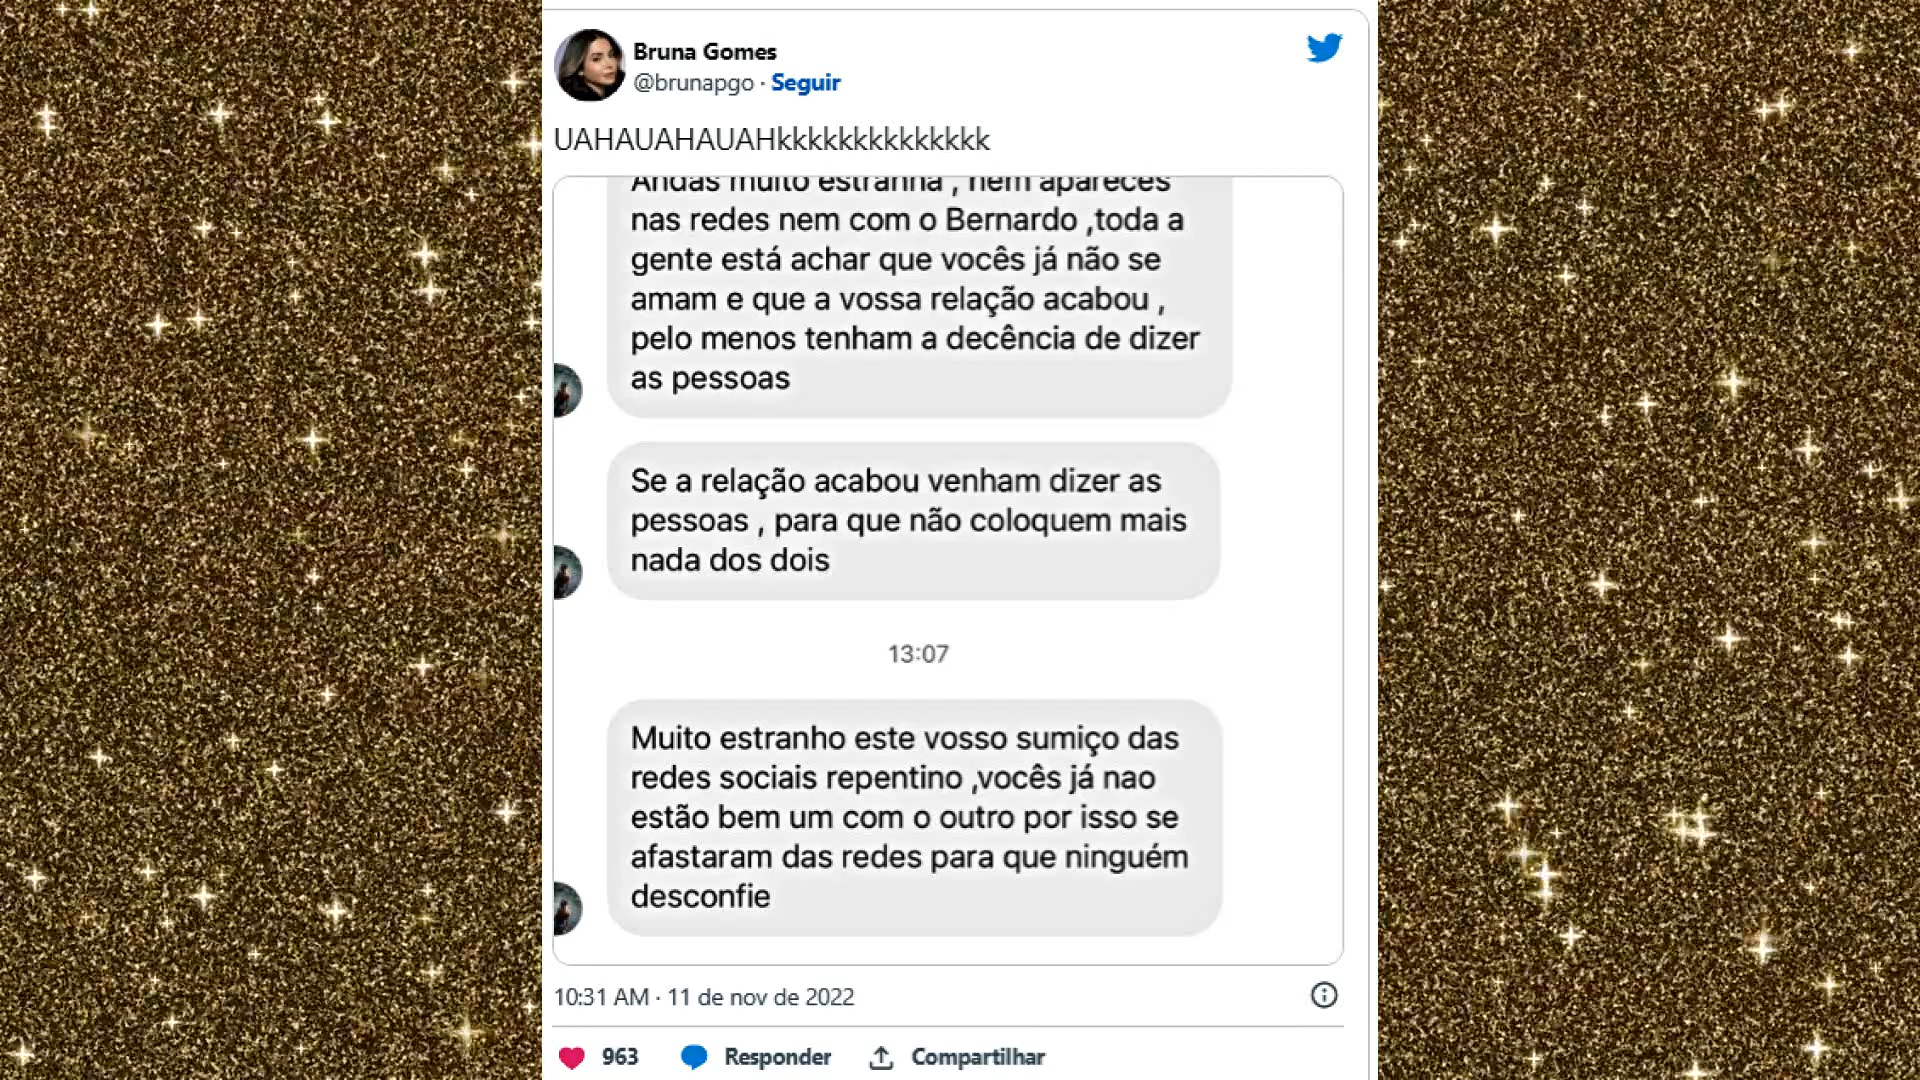 Bruna Gomes
@brunapgo · Seguir
UAHAUAHAUAHkkkkkkkkkkkkkk
Andas muito estranha , nem apareces
nas redes nem com o Bernardo ,toda a
gente está achar que vocês já não se
amam e que a vossa relação acabou ,
pelo menos tenham a decência de dizer
as pessoas
Se a relação acabou venham dizer as
pessoas , para que não coloquem mais
nada dos dois
13:07
Muito estranho este vosso sumiço das
redes sociais repentino ,vocês já nao
estão bem um com o outro por isso se
afastaram das redes para que ninguém
desconfie
10:31 AM · 11 de nov de 2022
963 Responder Compartilhar